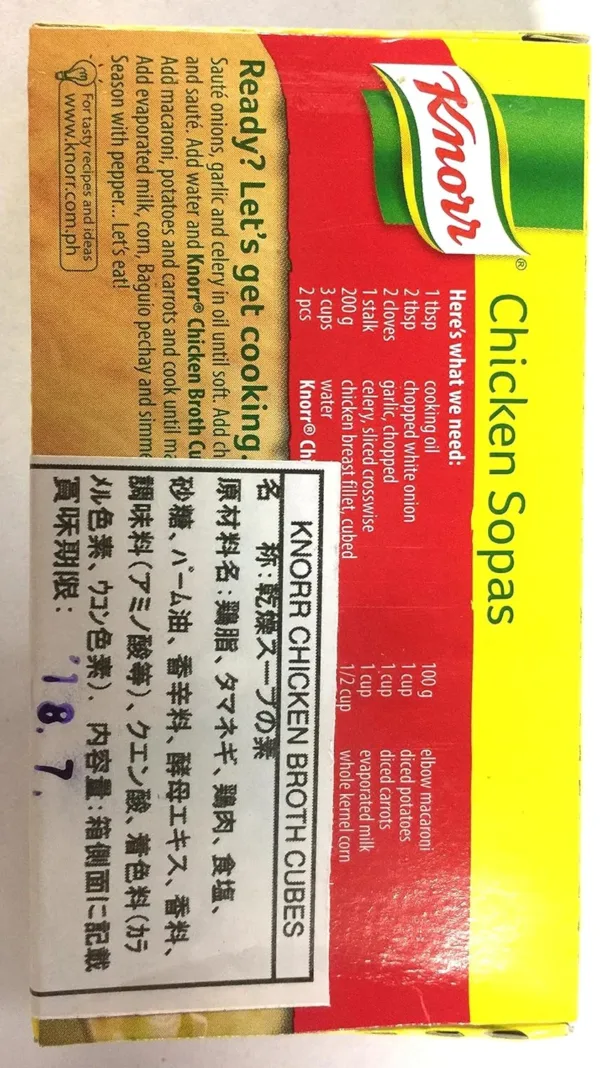 Knorr®
Chicken Sopas
Here's what we need:
1 tbsp cooking oil
2 tbsp chopped white onion
2 cloves garlic, chopped
1 stalk celery, sliced crosswise
200 g chicken breast fillet, cubed
3 cups water
2 pcs Knorr® Ch
100 g elbow macaroni
1 cup diced potatoes
1 cup diced carrots
1 cup evaporated milk
1/2 cup whole kernel corn
Ready? Let's get cooking.
Sauté onions, garlic and celery in oil until soft. Add ch
and sauté. Add water and Knorr® Chicken Broth Cu
Add macaroni, potatoes and carrots and cook until ma
Add evaporated milk, corn, Baguio pechay and simme
Season with pepper... Let's eat!
For tasty recipes and ideas
www.knorr.com.ph
KNORR CHICKEN BROTH CUBES
名 称:乾燥スープの素
原材料名:鶏脂、タマネギ、鶏肉、食塩、
砂糖、パーム油、香辛料、酵母エキス、香料、
調味料(アミノ酸等)、クエン酸、着色料(カラ
メル色素、ウコン色素)、内容量:箱側面に記載
賞味期限: '18.7.